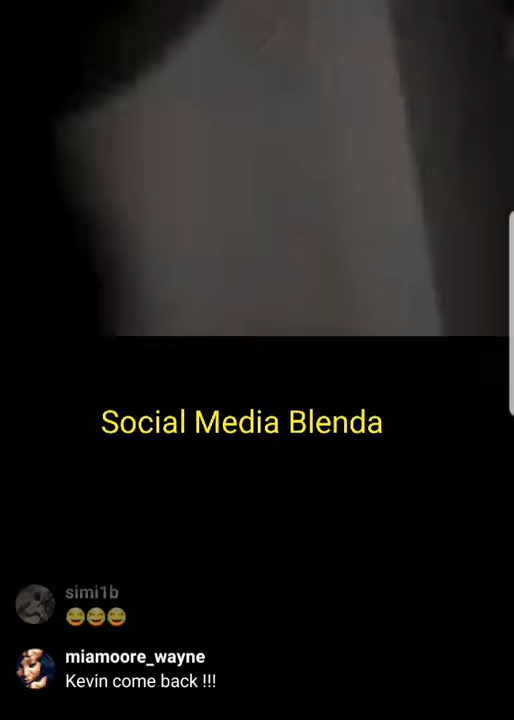 Social Media Blenda
simi1b
😂😂😂
miamoore_wayne
Kevin come back !!!